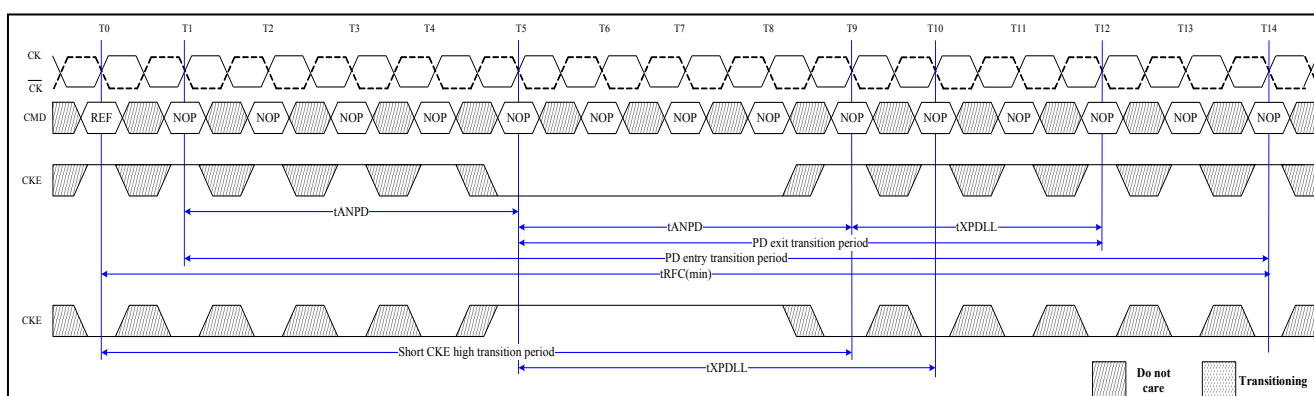 T0 T1 T2 T3 T4 T5 T6 T7 T8 T9 T10 T11 T12 T13 T14
CK
CK
CMD REF NOP NOP NOP NOP NOP NOP NOP NOP NOP NOP NOP NOP NOP NOP
CKE
tANPD
tANPD tXPDLL
PD exit transition period
PD entry transition period
tRFC(min)
CKE
Short CKE high transition period
tXPDLL
Do not care Transitioning